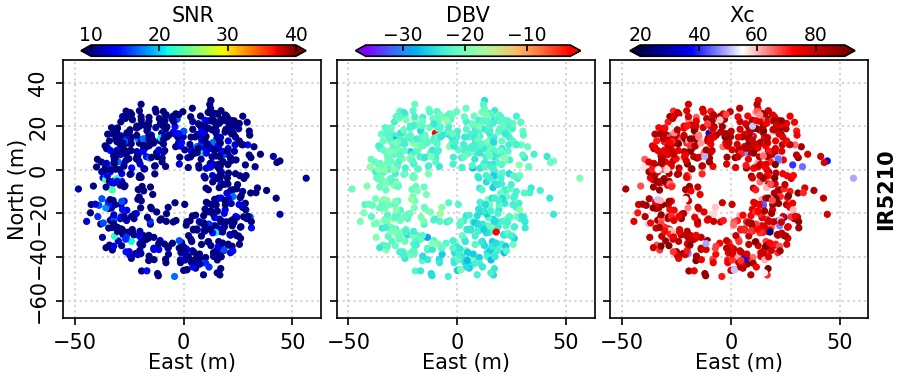 SNR DBV Xc
10 20 30 40 −30 −20 −10 20 40 60 80
40
20
0
−20
−40
−60
North (m)
IR5210
−50 0 50 −50 0 50 −50 0 50
East (m) East (m) East (m)